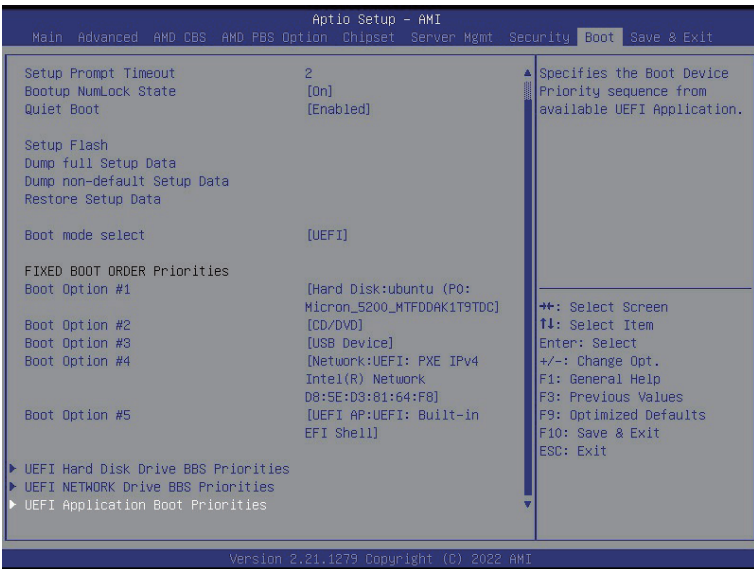 Aptio Setup – AMI
Main Advanced AMD CBS AMD PBS Option Chipset Server Mgmt Security Boot Save & Exit
Setup Prompt Timeout 2
Bootup NumLock State [On]
Quiet Boot [Enabled]
Setup Flash
Dump full Setup Data
Dump non-default Setup Data
Restore Setup Data
Boot mode select [UEFI]
FIXED BOOT ORDER Priorities
Boot Option #1 [Hard Disk:ubuntu (P0:
Micron_5200_MTFDDAK1T9TDC]
Boot Option #2 [CD/DVD]
Boot Option #3 [USB Device]
Boot Option #4 [Network:UEFI: PXE IPv4
Intel(R) Network
D8:5E:D3:81:64:F8]
Boot Option #5 [UEFI AP:UEFI: Built-in
EFI Shell]
▶ UEFI Hard Disk Drive BBS Priorities
▶ UEFI NETWORK Drive BBS Priorities
▶ UEFI Application Boot Priorities
Specifies the Boot Device
Priority sequence from
available UEFI Application.
→←: Select Screen
↑↓: Select Item
Enter: Select
+/-: Change Opt.
F1: General Help
F3: Previous Values
F9: Optimized Defaults
F10: Save & Exit
ESC: Exit
Version 2.21.1279 Copyright (C) 2022 AMI